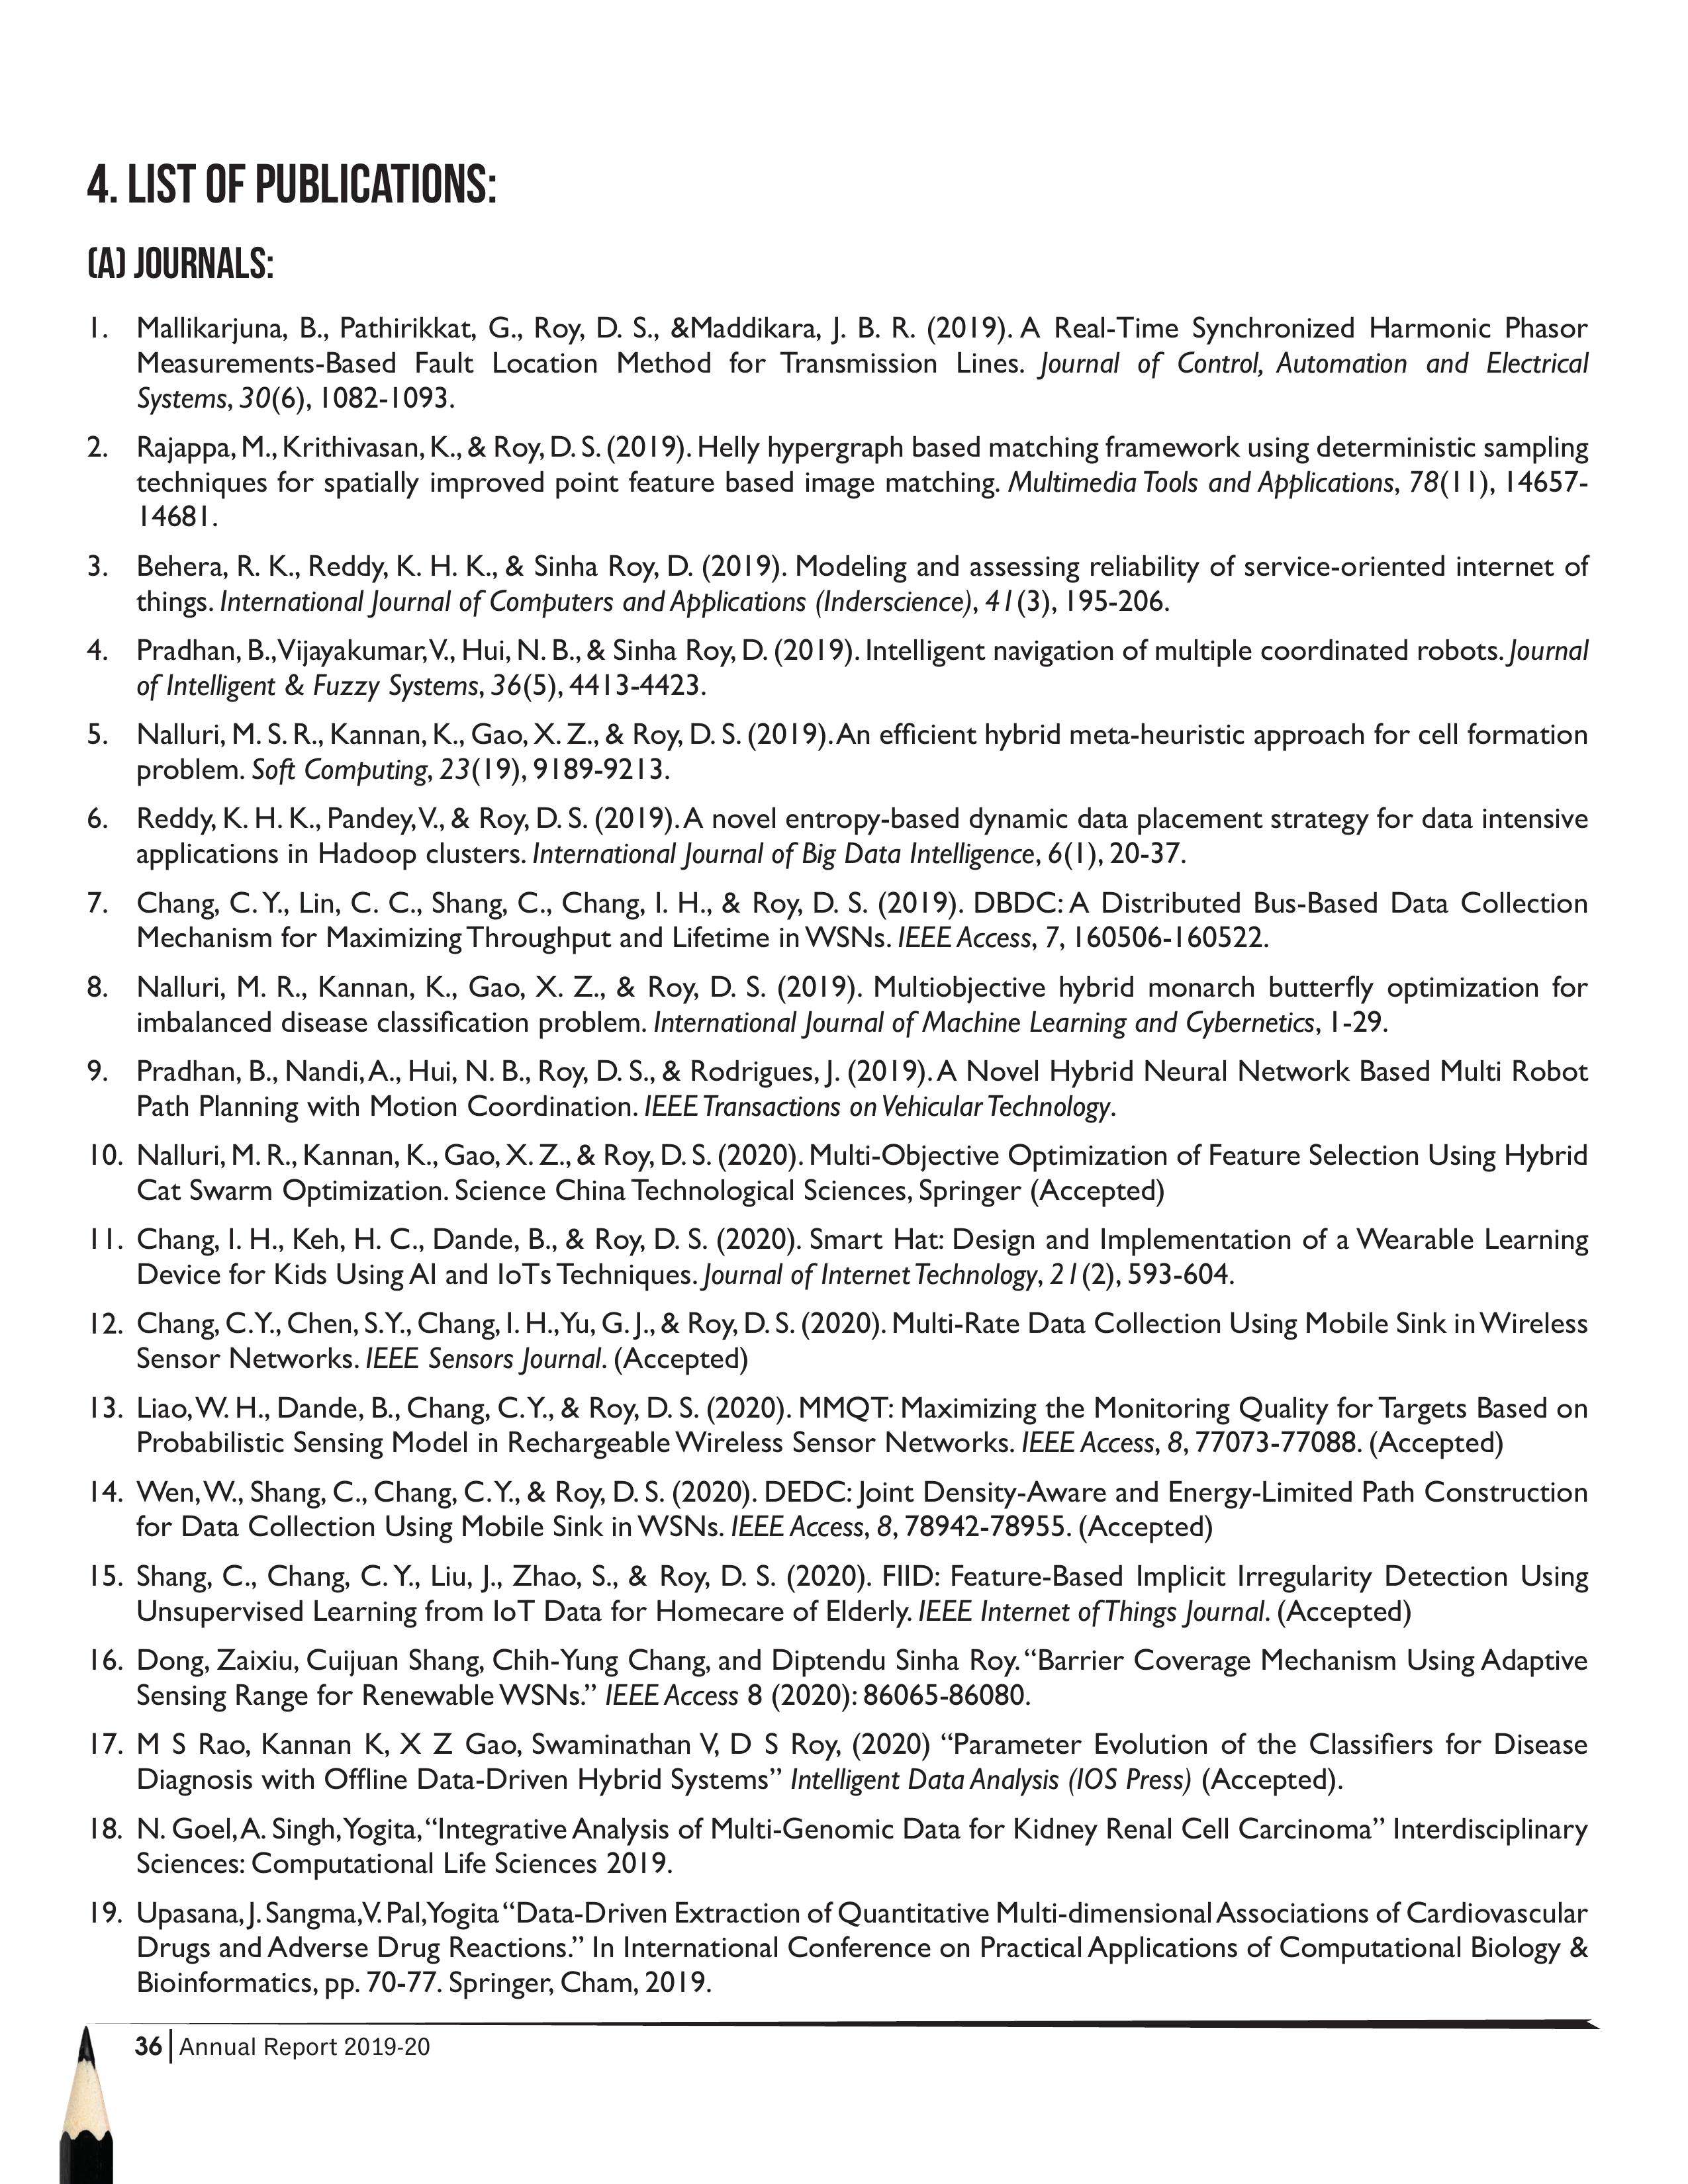 4. LIST OF PUBLICATIONS:
(A) JOURNALS:
1. Mallikarjuna, B., Pathirikkat, G., Roy, D. S., &Maddikara, J. B. R. (2019). A Real-Time Synchronized Harmonic Phasor
Measurements-Based Fault Location Method for Transmission Lines. Journal of Control, Automation and Electrical
Systems, 30(6), 1082-1093.
2. Rajappa, M., Krithivasan, K., & Roy, D. S. (2019). Helly hypergraph based matching framework using deterministic sampling
techniques for spatially improved point feature based image matching. Multimedia Tools and Applications, 78(11), 14657-
14681.
3. Behera, R. K., Reddy, K. H. K., & Sinha Roy, D. (2019). Modeling and assessing reliability of service-oriented internet of
things. International Journal of Computers and Applications (Inderscience), 41(3), 195-206.
4. Pradhan, B., Vijayakumar, V., Hui, N. B., & Sinha Roy, D. (2019). Intelligent navigation of multiple coordinated robots. Journal
of Intelligent & Fuzzy Systems, 36(5), 4413-4423.
5. Nalluri, M. S. R., Kannan, K., Gao, X. Z., & Roy, D. S. (2019). An efficient hybrid meta-heuristic approach for cell formation
problem. Soft Computing, 23(19), 9189-9213.
6. Reddy, K. H. K., Pandey, V., & Roy, D. S. (2019). A novel entropy-based dynamic data placement strategy for data intensive
applications in Hadoop clusters. International Journal of Big Data Intelligence, 6(1), 20-37.
7. Chang, C. Y., Lin, C. C., Shang, C., Chang, I. H., & Roy, D. S. (2019). DBDC: A Distributed Bus-Based Data Collection
Mechanism for Maximizing Throughput and Lifetime in WSNs. IEEE Access, 7, 160506-160522.
8. Nalluri, M. R., Kannan, K., Gao, X. Z., & Roy, D. S. (2019). Multiobjective hybrid monarch butterfly optimization for
imbalanced disease classification problem. International Journal of Machine Learning and Cybernetics, 1-29.
9. Pradhan, B., Nandi, A., Hui, N. B., Roy, D. S., & Rodrigues, J. (2019). A Novel Hybrid Neural Network Based Multi Robot
Path Planning with Motion Coordination. IEEE Transactions on Vehicular Technology.
10. Nalluri, M. R., Kannan, K., Gao, X. Z., & Roy, D. S. (2020). Multi-Objective Optimization of Feature Selection Using Hybrid
Cat Swarm Optimization. Science China Technological Sciences, Springer (Accepted)
11. Chang, I. H., Keh, H. C., Dande, B., & Roy, D. S. (2020). Smart Hat: Design and Implementation of a Wearable Learning
Device for Kids Using AI and IoTs Techniques. Journal of Internet Technology, 21(2), 593-604.
12. Chang, C.Y., Chen, S.Y., Chang, I. H., Yu, G. J., & Roy, D. S. (2020). Multi-Rate Data Collection Using Mobile Sink in Wireless
Sensor Networks. IEEE Sensors Journal. (Accepted)
13. Liao, W. H., Dande, B., Chang, C.Y., & Roy, D. S. (2020). MMQT: Maximizing the Monitoring Quality for Targets Based on
Probabilistic Sensing Model in Rechargeable Wireless Sensor Networks. IEEE Access, 8, 77073-77088. (Accepted)
14. Wen, W., Shang, C., Chang, C.Y., & Roy, D. S. (2020). DEDC: Joint Density-Aware and Energy-Limited Path Construction
for Data Collection Using Mobile Sink in WSNs. IEEE Access, 8, 78942-78955. (Accepted)
15. Shang, C., Chang, C. Y., Liu, J., Zhao, S., & Roy, D. S. (2020). FIID: Feature-Based Implicit Irregularity Detection Using
Unsupervised Learning from IoT Data for Homecare of Elderly. IEEE Internet of Things Journal. (Accepted)
16. Dong, Zaixiu, Cuijuan Shang, Chih-Yung Chang, and Diptendu Sinha Roy. “Barrier Coverage Mechanism Using Adaptive
Sensing Range for Renewable WSNs.” IEEE Access 8 (2020): 86065-86080.
17. M S Rao, Kannan K, X Z Gao, Swaminathan V, D S Roy, (2020) “Parameter Evolution of the Classifiers for Disease
Diagnosis with Offline Data-Driven Hybrid Systems” Intelligent Data Analysis (IOS Press) (Accepted).
18. N. Goel, A. Singh, Yogita, “Integrative Analysis of Multi-Genomic Data for Kidney Renal Cell Carcinoma” Interdisciplinary
Sciences: Computational Life Sciences 2019.
19. Upasana, J. Sangma, V. Pal, Yogita “Data-Driven Extraction of Quantitative Multi-dimensional Associations of Cardiovascular
Drugs and Adverse Drug Reactions.” In International Conference on Practical Applications of Computational Biology &
Bioinformatics, pp. 70-77. Springer, Cham, 2019.
36 Annual Report 2019-20